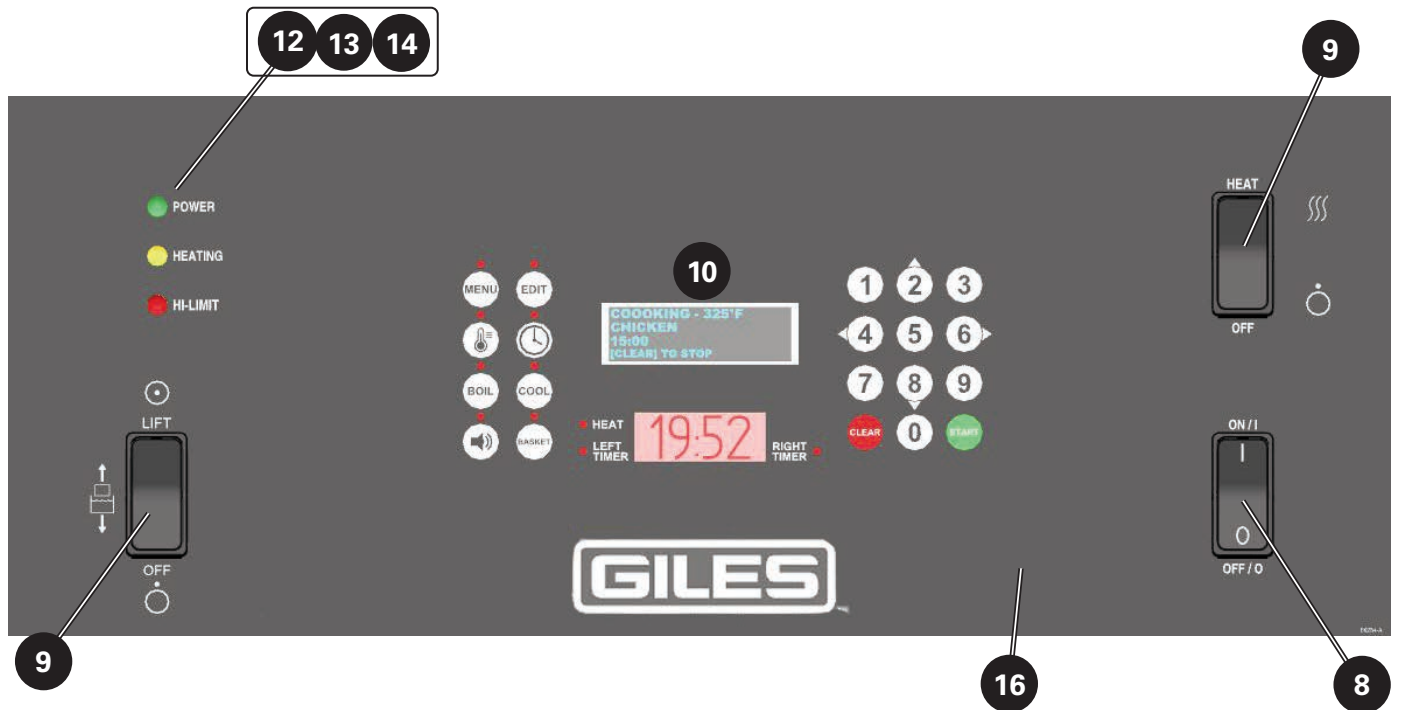 12 13 14
9
POWER
HEATING
HI-LIMIT
LIFT
OFF
9
MENU EDIT
BOIL COOL
BASKET
10
COOOKING - 325°F
CHICKEN
15:00
[CLEAR] TO STOP
HEAT
LEFT
TIMER
19:52
RIGHT
TIMER
1 2 3
4 5 6
7 8 9
CLEAR 0 START
GILES
HEAT
OFF
ON / I
I
O
OFF / O
16
8